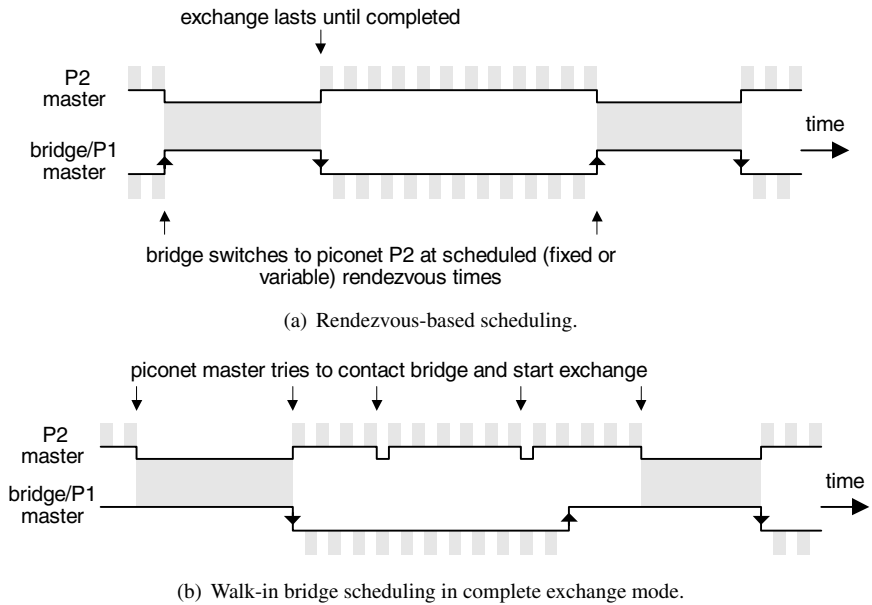 exchange lasts until completed
P2
master
time
bridge/P1
master
bridge switches to piconet P2 at scheduled (fixed or
variable) rendezvous times
(a) Rendezvous-based scheduling.
piconet master tries to contact bridge and start exchange
P2
master
time
bridge/P1
master
(b) Walk-in bridge scheduling in complete exchange mode.